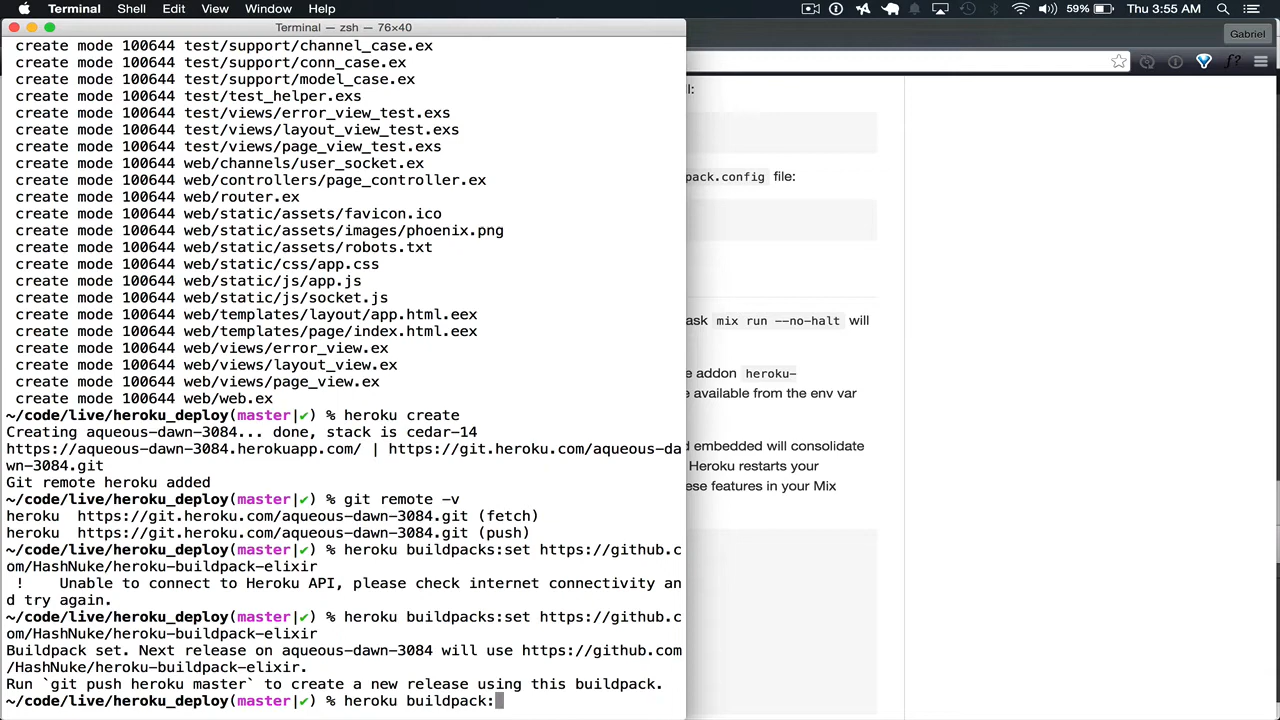 Terminal Shell Edit View Window Help 59% Thu 3:55 AM
Terminal — zsh — 76×40
Gabriel
create mode 100644 test/support/channel_case.ex
create mode 100644 test/support/conn_case.ex
create mode 100644 test/support/model_case.ex
create mode 100644 test/test_helper.exs
create mode 100644 test/views/error_view_test.exs
create mode 100644 test/views/layout_view_test.exs
create mode 100644 test/views/page_view_test.exs
create mode 100644 web/channels/user_socket.ex
create mode 100644 web/controllers/page_controller.ex
create mode 100644 web/router.ex
create mode 100644 web/static/assets/favicon.ico
create mode 100644 web/static/assets/images/phoenix.png
create mode 100644 web/static/assets/robots.txt
create mode 100644 web/static/css/app.css
create mode 100644 web/static/js/app.js
create mode 100644 web/static/js/socket.js
create mode 100644 web/templates/layout/app.html.eex
create mode 100644 web/templates/page/index.html.eex
create mode 100644 web/views/error_view.ex
create mode 100644 web/views/layout_view.ex
create mode 100644 web/views/page_view.ex
create mode 100644 web/web.ex
~/code/live/heroku_deploy(master|✔) % heroku create
Creating aqueous-dawn-3084... done, stack is cedar-14
https://aqueous-dawn-3084.herokuapp.com/ | https://git.heroku.com/aqueous-da
wn-3084.git
Git remote heroku added
~/code/live/heroku_deploy(master|✔) % git remote -v
heroku  https://git.heroku.com/aqueous-dawn-3084.git (fetch)
heroku  https://git.heroku.com/aqueous-dawn-3084.git (push)
~/code/live/heroku_deploy(master|✔) % heroku buildpacks:set https://github.c
om/HashNuke/heroku-buildpack-elixir
!    Unable to connect to Heroku API, please check internet connectivity an
d try again.
~/code/live/heroku_deploy(master|✔) % heroku buildpacks:set https://github.c
om/HashNuke/heroku-buildpack-elixir
Buildpack set. Next release on aqueous-dawn-3084 will use https://github.com
/HashNuke/heroku-buildpack-elixir.
Run `git push heroku master` to create a new release using this buildpack.
~/code/live/heroku_deploy(master|✔) % heroku buildpack:
ƒ?
ll:
pack.config file:
ask mix run --no-halt will
e addon heroku-
e available from the env var
d embedded will consolidate
Heroku restarts your
ese features in your Mix